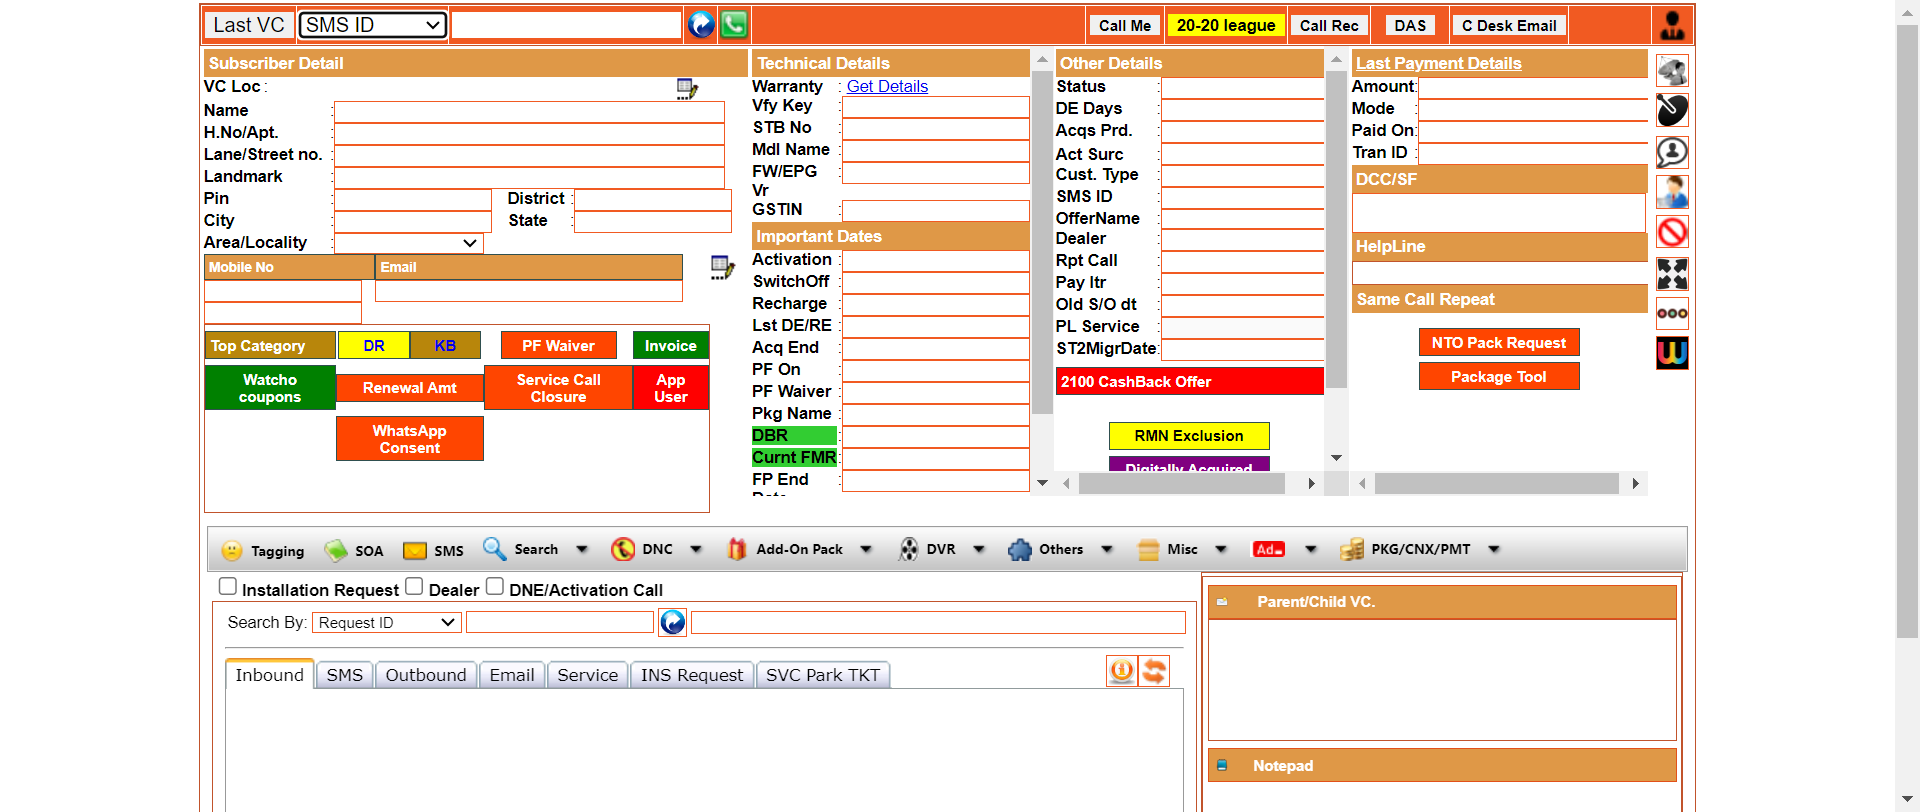 Last VC SMS ID Call Me 20-20 league Call Rec DAS C Desk Email
Subscriber Detail
VC Loc :
Name :
H.No/Apt. :
Lane/Street no. :
Landmark :
Pin : District :
City : State :
Area/Locality :
Mobile No Email
Top Category DR KB PF Waiver Invoice
Watcho coupons Renewal Amt Service Call Closure App User
WhatsApp Consent
Technical Details
Warranty : Get Details
Vfy Key :
STB No :
Mdl Name :
FW/EPG Vr :
GSTIN :
Important Dates
Activation :
SwitchOff :
Recharge :
Lst DE/RE :
Acq End :
PF On :
PF Waiver :
Pkg Name :
DBR :
Curnt FMR :
FP End Date :
Other Details
Status :
DE Days :
Acqs Prd. :
Act Surc :
Cust. Type :
SMS ID :
OfferName :
Dealer :
Rpt Call :
Pay Itr :
Old S/O dt :
PL Service :
ST2MigrDate:
2100 CashBack Offer
RMN Exclusion
Digitally Acquired
Last Payment Details
Amount:
Mode :
Paid On:
Tran ID :
DCC/SF
HelpLine
Same Call Repeat
NTO Pack Request
Package Tool
Tagging SOA SMS Search DNC Add-On Pack DVR Others Misc Ad PKG/CNX/PMT
Installation Request Dealer DNE/Activation Call
Search By: Request ID
Inbound SMS Outbound Email Service INS Request SVC Park TKT
Parent/Child VC.
Notepad